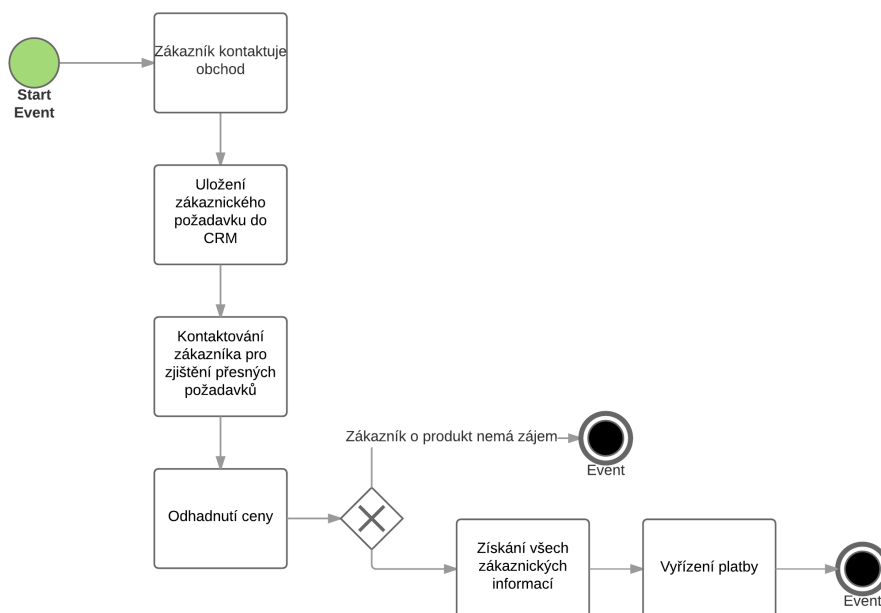 Zákazník kontaktuje
obchod
Start
Event
Uložení
zákaznického
požadavku do
CRM
Kontaktování
zákazníka pro
zjištění přesných
požadavků
Odhadnutí ceny
Zákazník o produkt nemá zájem
Event
Získání všech
zákaznických
informací
Vyřízení platby
Event